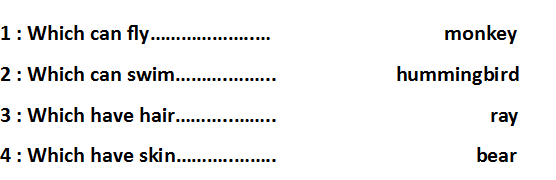 1 : Which can fly....................... monkey
2 : Which can swim................... hummingbird
3 : Which have hair................... ray
4 : Which have skin................... bear